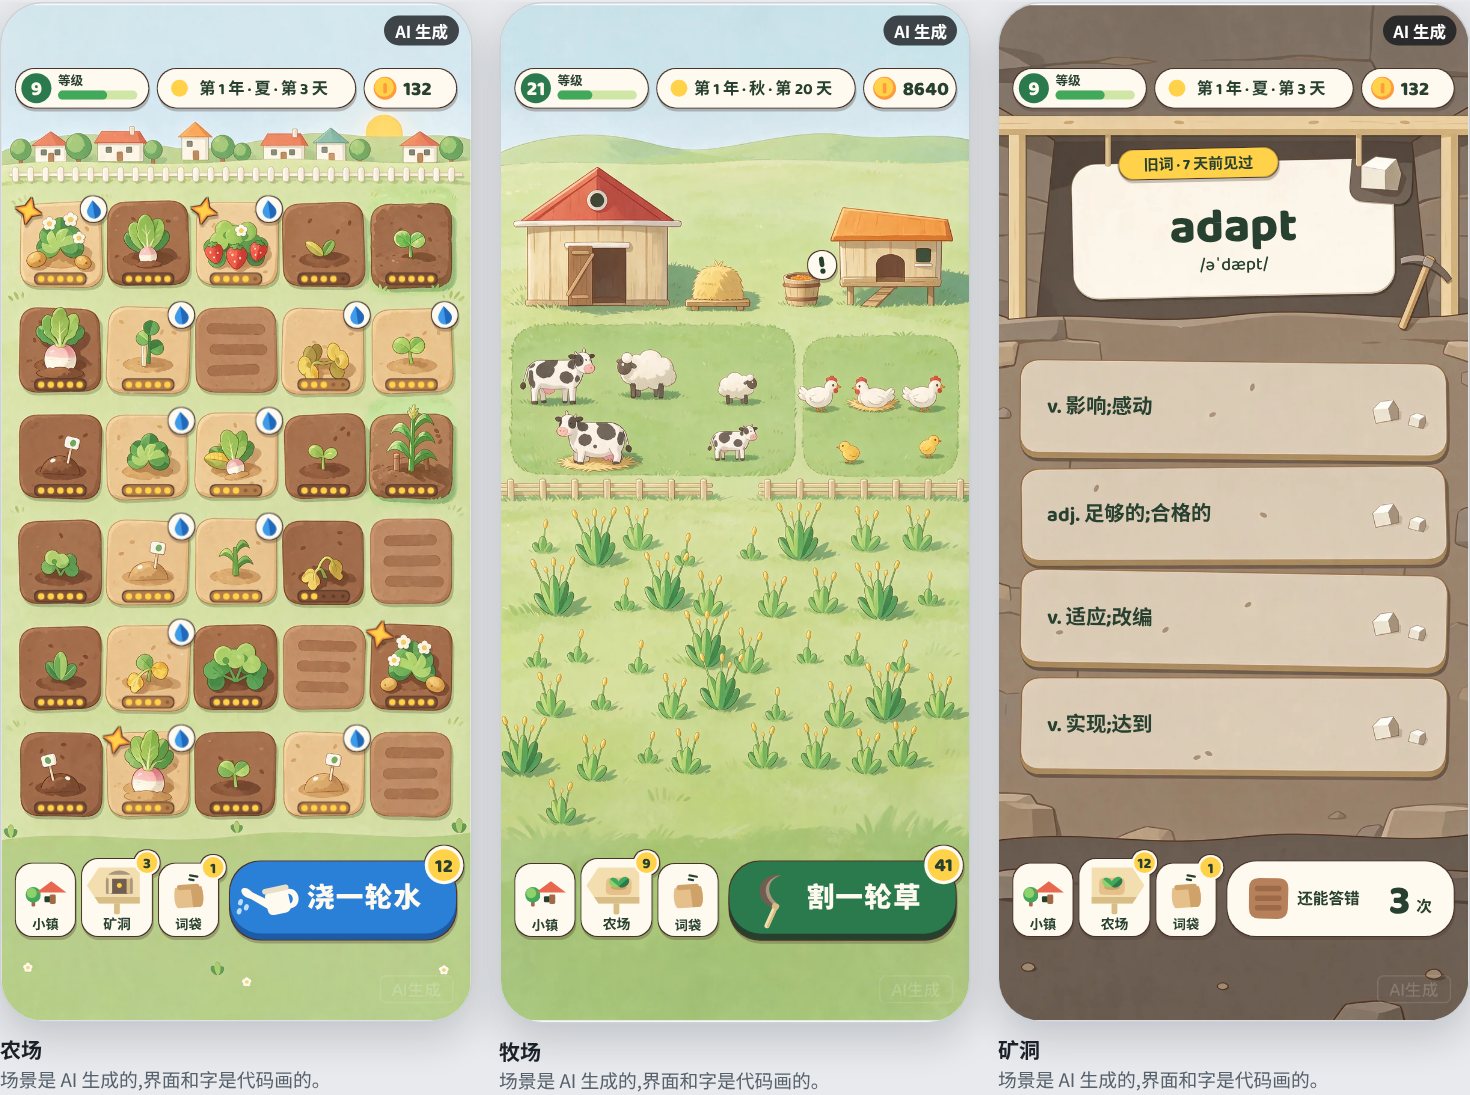 AI 生成
9
等级
第1年·夏·第3天
132
12
小镇
3
矿洞
1
词袋
浇一轮水
AI生成
农场
场景是 AI 生成的,界面和字是代码画的。
AI 生成
21
等级
第1年·秋·第20天
8640
!
41
小镇
9
农场
词袋
割一轮草
AI生成
牧场
场景是 AI 生成的,界面和字是代码画的。
AI 生成
9
等级
第1年·夏·第3天
132
旧词·7天前见过
adapt
/əˈdæpt/
v. 影响;感动
adj. 足够的;合格的
v. 适应;改编
v. 实现;达到
小镇
12
农场
1
词袋
还能答错 3 次
AI生成
矿洞
场景是 AI 生成的,界面和字是代码画的。